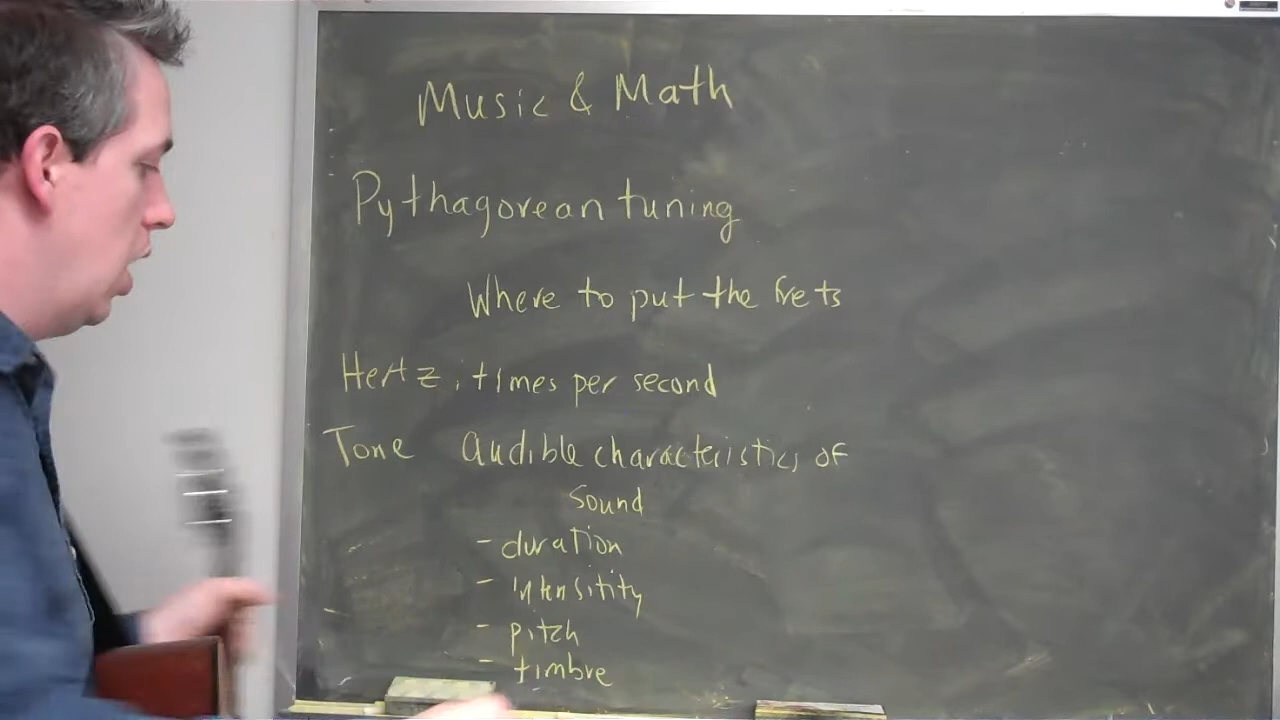 Music & Math
Pythagorean tuning
Where to put the frets
Hertz, times per second
Tone Audible characteristics of
Sound
- duration
- intensitity
- pitch
- timbre